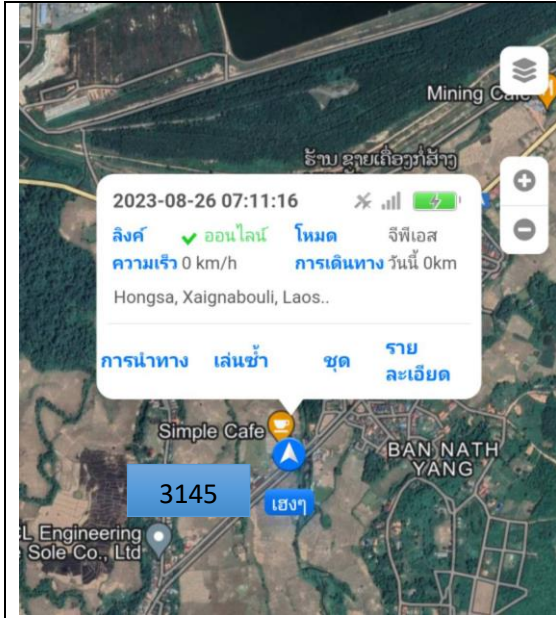 Mining Cafe
ຮ້ານ ຂາຍເຄື່ອງກໍ່ສ້າງ
2023-08-26 07:11:16
ลิงค์ ออนไลน์ โหมด จีพีเอส
ความเร็ว 0 km/h การเดินทาง วันนี้ 0km
Hongsa, Xaignabouli, Laos..
การนำทาง เล่นซ้ำ ชุด ราย
ละเอียด
Simple Cafe
BAN NATH
YANG
3145
เฮงๆ
L Engineering
Sole Co., Ltd